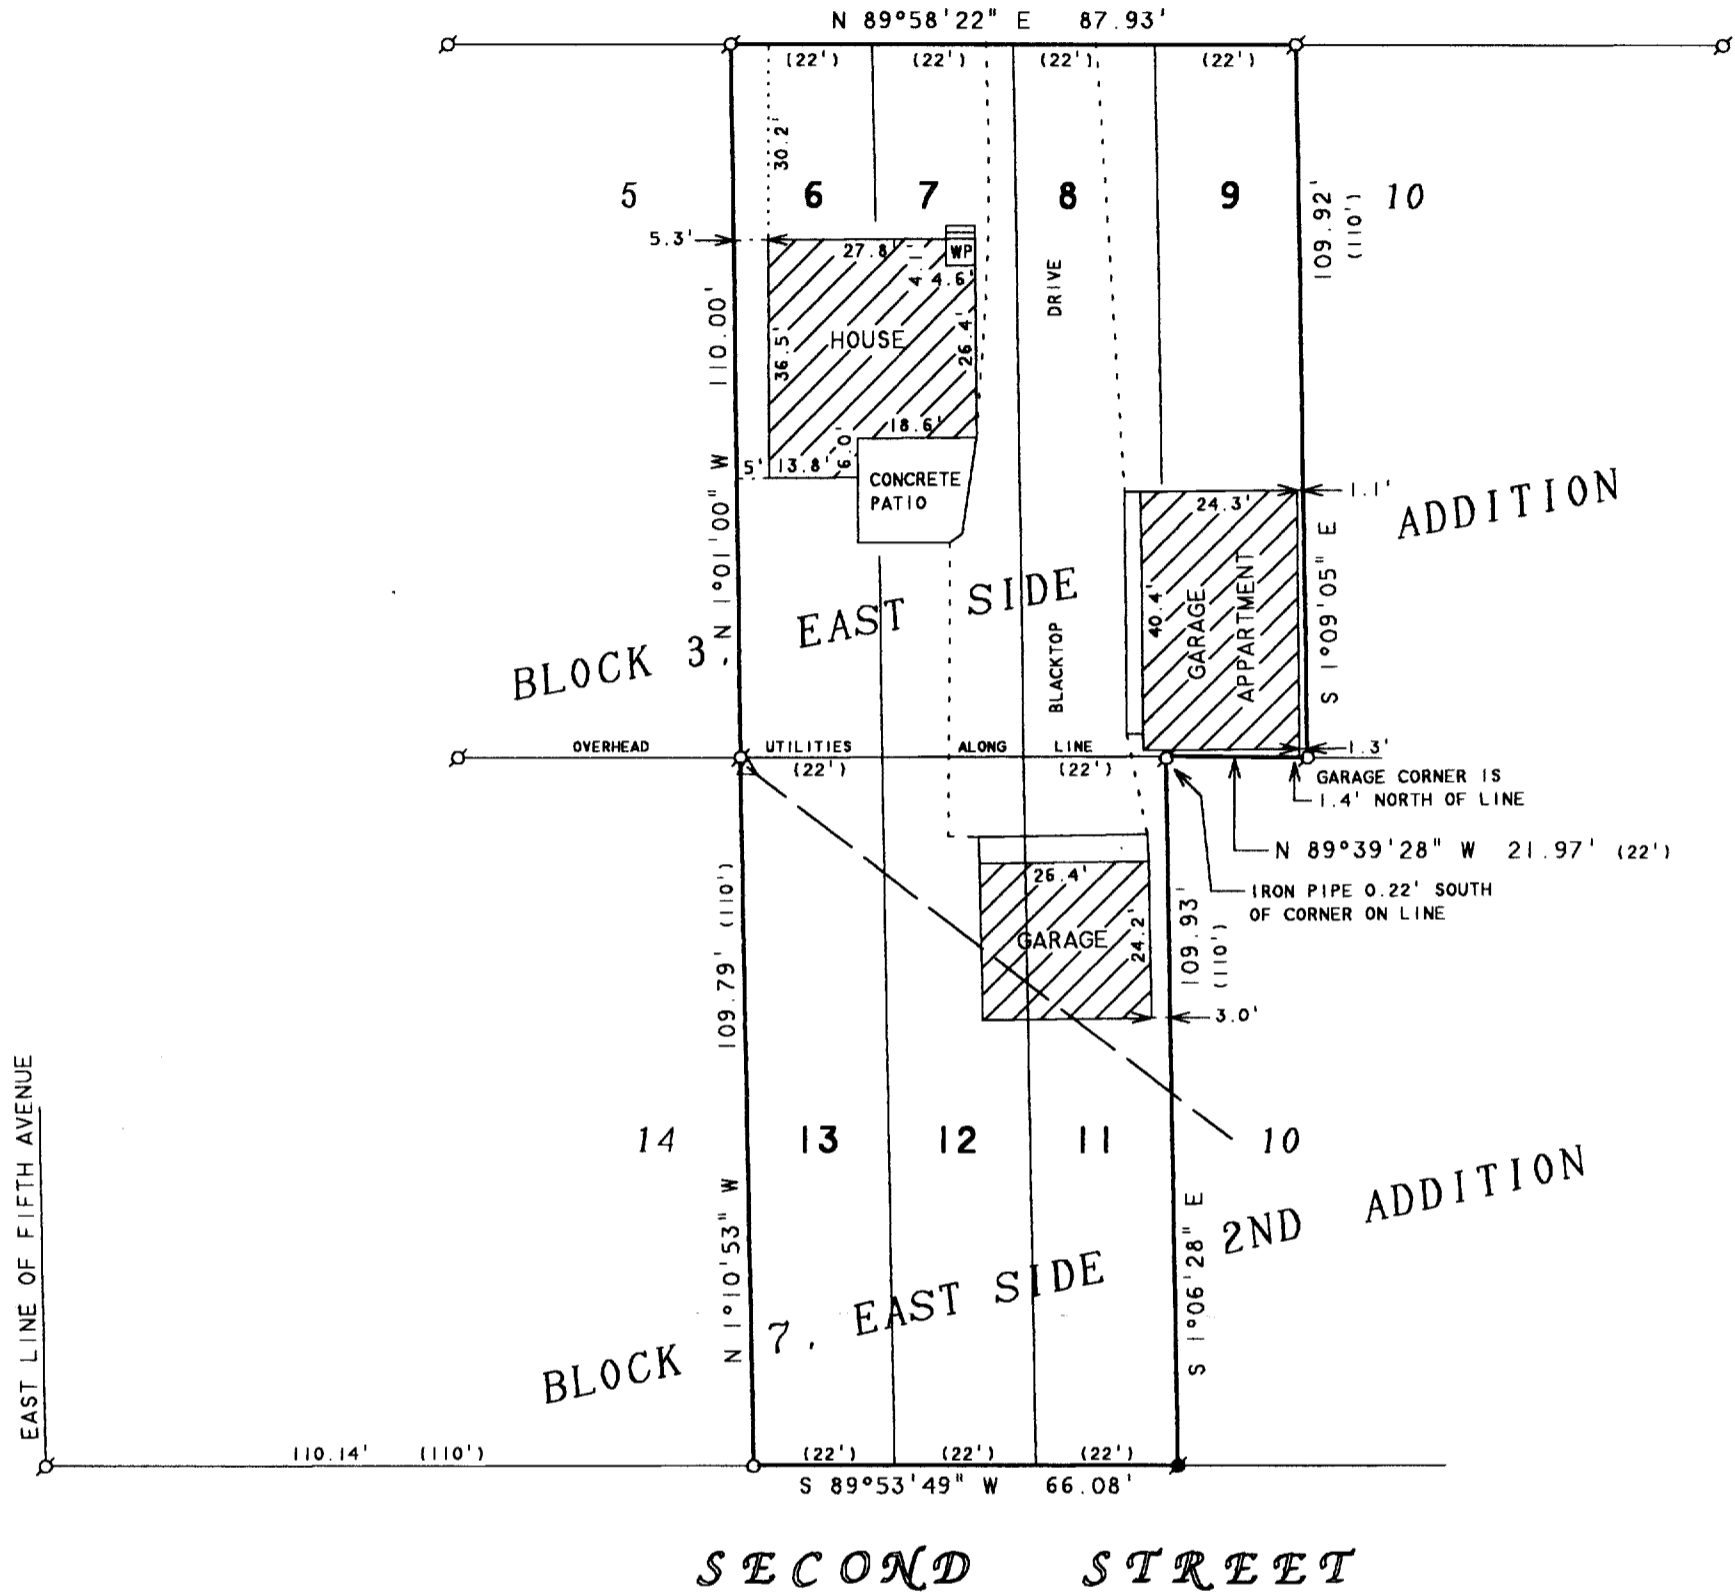 N 89°58'22" E 87.93'
(22') (22') (22') (22')
30.2'
5 6 7 8 9 10
109.92'
(110')
5.3'
27.8'
WP
4.6'
DRIVE
110.00'
HOUSE
36.5'
26.4'
18.6'
6.0'
5' 13.8'
CONCRETE
PATIO
1.1'
24.3'
ADDITION
N 1°01'00" W
S 1°09'05" E
40.4'
GARAGE
APPARTMENT
EAST SIDE
BLOCK 3,
BLACKTOP
OVERHEAD UTILITIES ALONG LINE
1.3'
(22') (22')
GARAGE CORNER IS
1.4' NORTH OF LINE
N 89°39'28" W 21.97' (22')
IRON PIPE 0.22' SOUTH
OF CORNER ON LINE
26.4'
GARAGE
24.2'
109.79' (110')
109.93'
(110')
3.0'
14 13 12 11 10
EAST LINE OF FIFTH AVENUE
N 1°10'53" W
S 1°06'28" E
BLOCK 7, EAST SIDE 2ND ADDITION
110.14' (110') (22') (22') (22')
S 89°53'49" W 66.08'
SECOND STREET